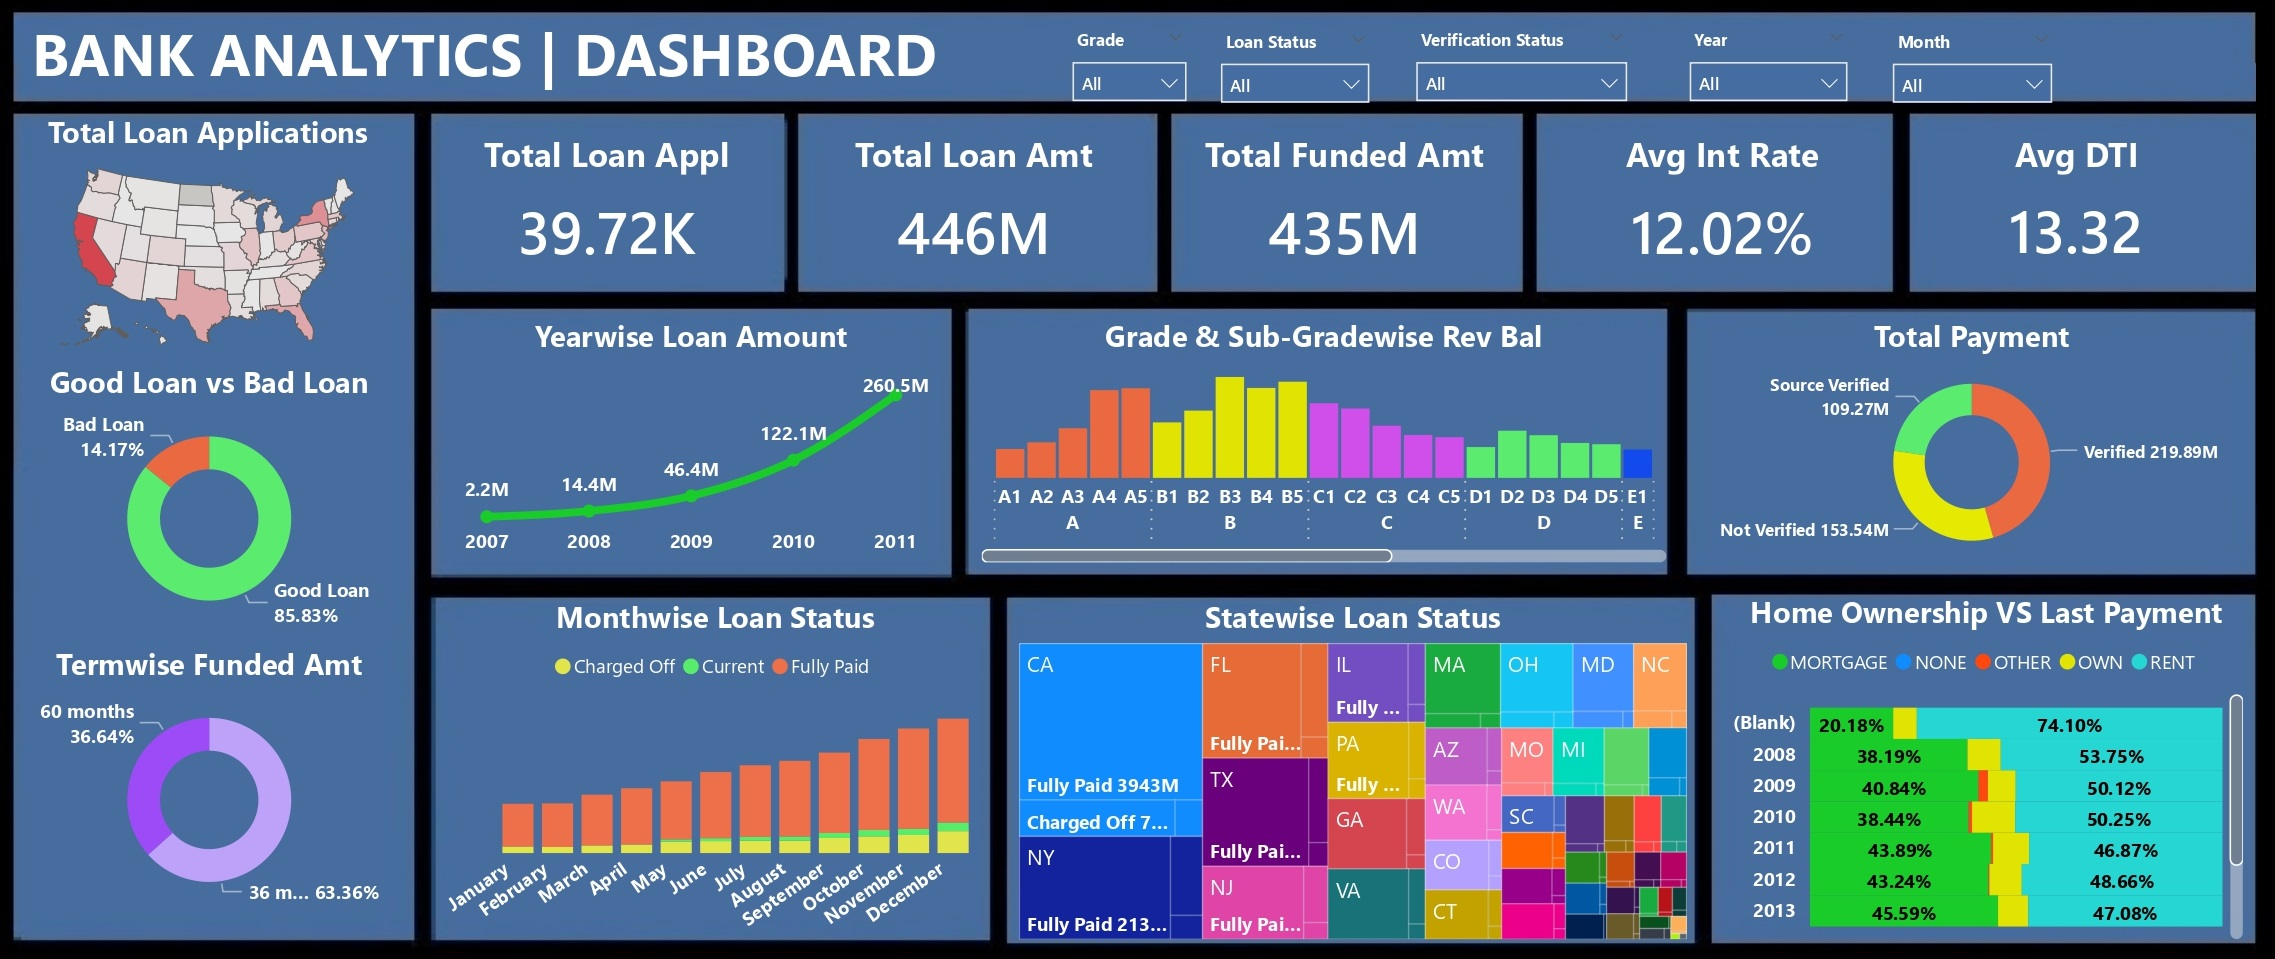 BANK ANALYTICS | DASHBOARD
Grade
All
Loan Status
All
Verification Status
All
Year
All
Month
All
Total Loan Applications
Good Loan vs Bad Loan
Bad Loan
14.17%
Good Loan
85.83%
Termwise Funded Amt
60 months
36.64%
36 m... 63.36%
Total Loan Appl
39.72K
Total Loan Amt
446M
Total Funded Amt
435M
Avg Int Rate
12.02%
Avg DTI
13.32
Yearwise Loan Amount
2.2M
14.4M
46.4M
122.1M
260.5M
2007 2008 2009 2010 2011
Grade & Sub-Gradewise Rev Bal
A1 A2 A3 A4 A5 B1 B2 B3 B4 B5 C1 C2 C3 C4 C5 D1 D2 D3 D4 D5 E1
A B C D E
Total Payment
Source Verified
109.27M
Verified 219.89M
Not Verified 153.54M
Monthwise Loan Status
Charged Off Current Fully Paid
January
February
March
April
May
June
July
August
September
October
November
December
Statewise Loan Status
CA
Fully Paid 3943M
Charged Off 7...
NY
Fully Paid 213...
FL
Fully Pai...
TX
Fully Pai...
NJ
Fully Pai...
IL
Fully ...
PA
Fully ...
GA
VA
MA
AZ
WA
CO
CT
OH
MD
NC
MO
MI
SC
Home Ownership VS Last Payment
MORTGAGE NONE OTHER OWN RENT
(Blank) 20.18% 74.10%
2008 38.19% 53.75%
2009 40.84% 50.12%
2010 38.44% 50.25%
2011 43.89% 46.87%
2012 43.24% 48.66%
2013 45.59% 47.08%